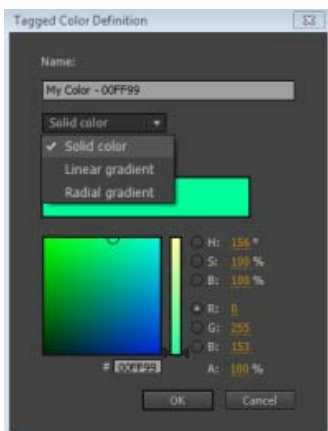 Tagged Color Definition
Name:
My Color - 00FF99
Solid color
Solid color
Linear gradient
Radial gradient
H: 156 °
S: 100 %
B: 100 %
R: 0
G: 255
B: 153
# 00FF99
A: 100 %
OK Cancel